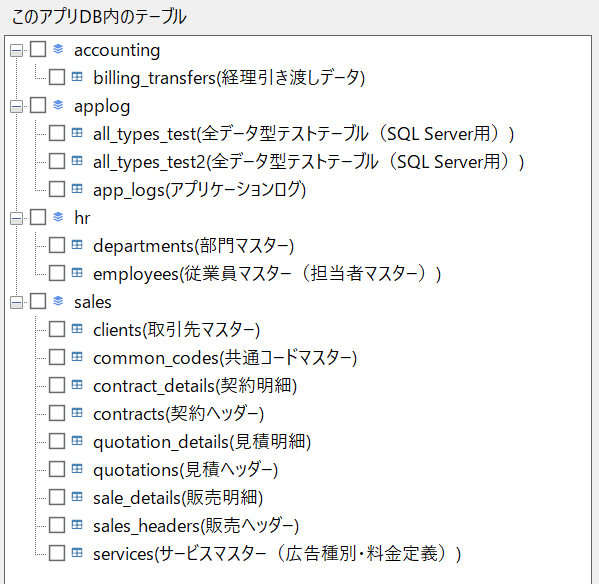 このアプリDB内のテーブル
accounting
billing_transfers(経理引き渡しデータ)
applog
all_types_test(全データ型テストテーブル（SQL Server用）)
all_types_test2(全データ型テストテーブル（SQL Server用）)
app_logs(アプリケーションログ)
hr
departments(部門マスター)
employees(従業員マスター（担当者マスター）)
sales
clients(取引先マスター)
common_codes(共通コードマスター)
contract_details(契約明細)
contracts(契約ヘッダー)
quotation_details(見積明細)
quotations(見積ヘッダー)
sale_details(販売明細)
sales_headers(販売ヘッダー)
services(サービスマスター（広告種別・料金定義）)